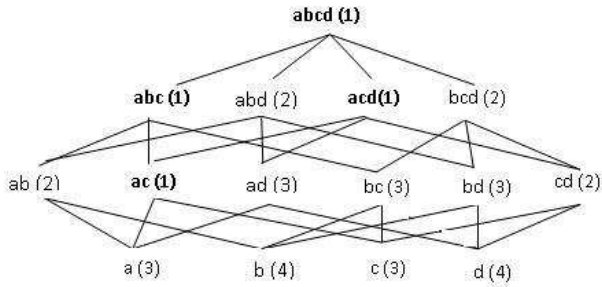 abcd (1)
abc (1) abd (2) acd(1) bcd (2)
ab (2) ac (1) ad (3) bc (3) bd (3) cd (2)
a (3) b (4) c (3) d (4)